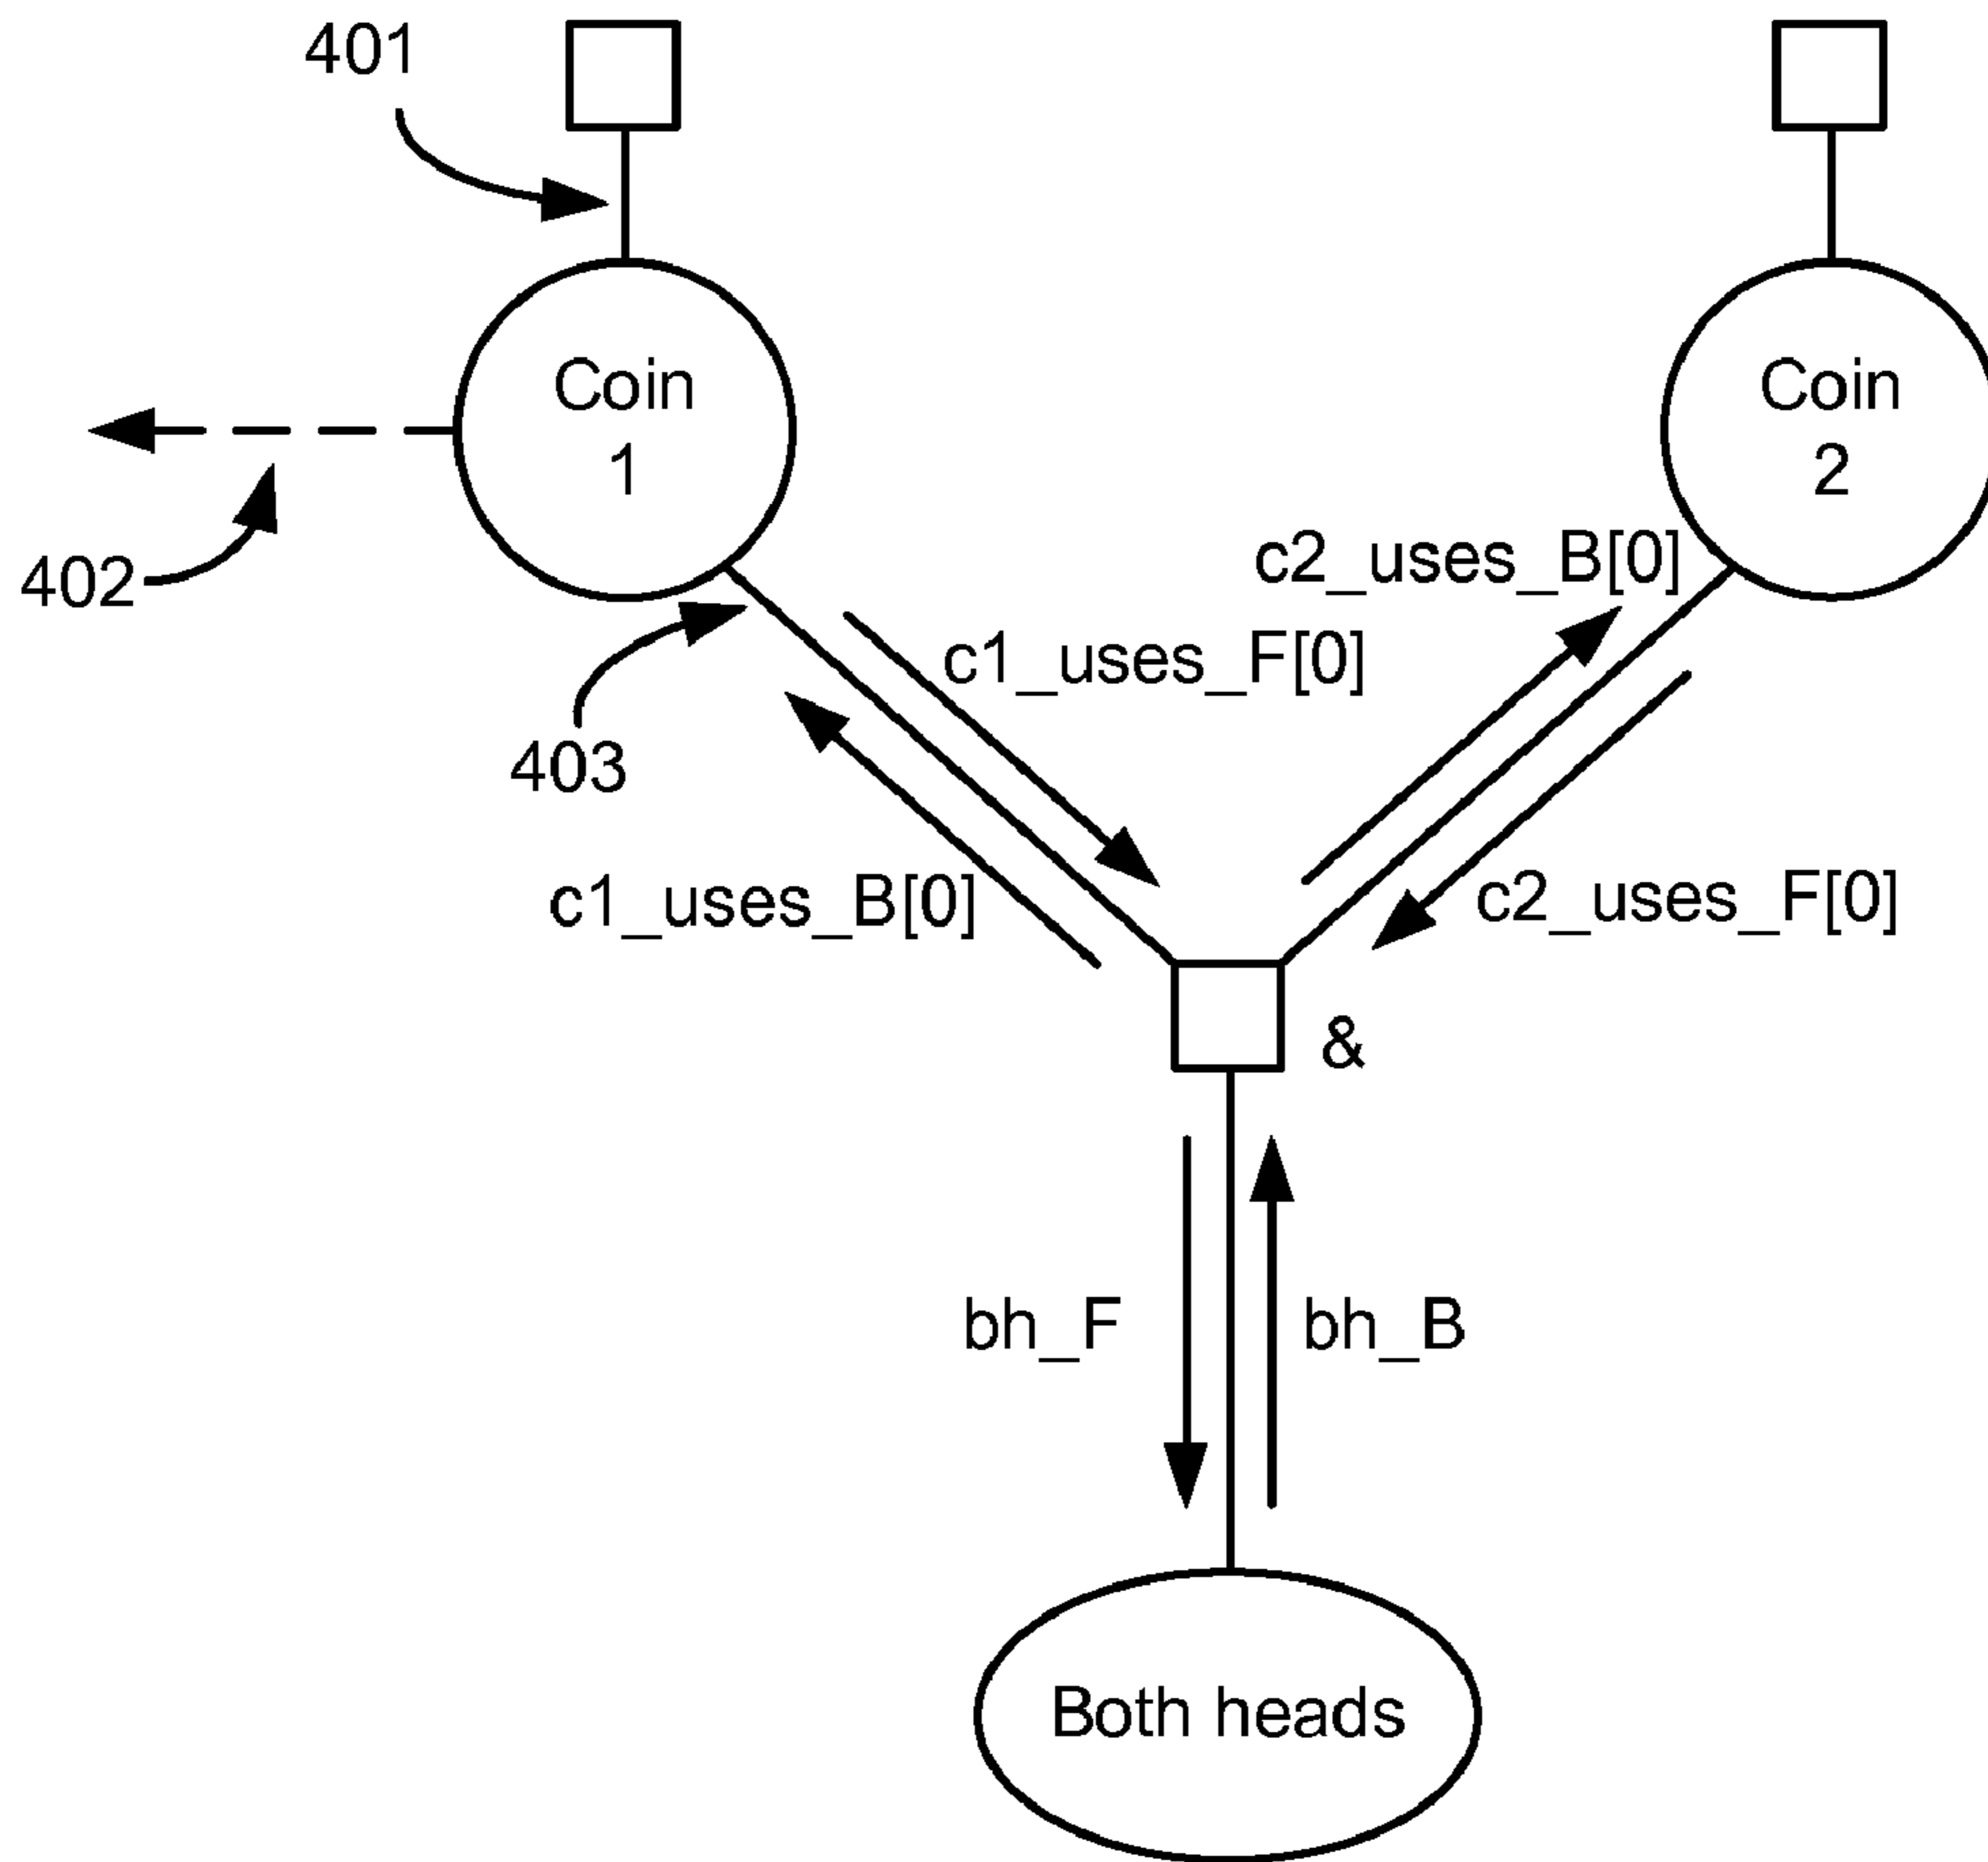 401
Coin
1
Coin
2
402
c2_uses_B[0]
c1_uses_F[0]
403
c1_uses_B[0]
c2_uses_F[0]
&
bh_F
bh_B
Both heads